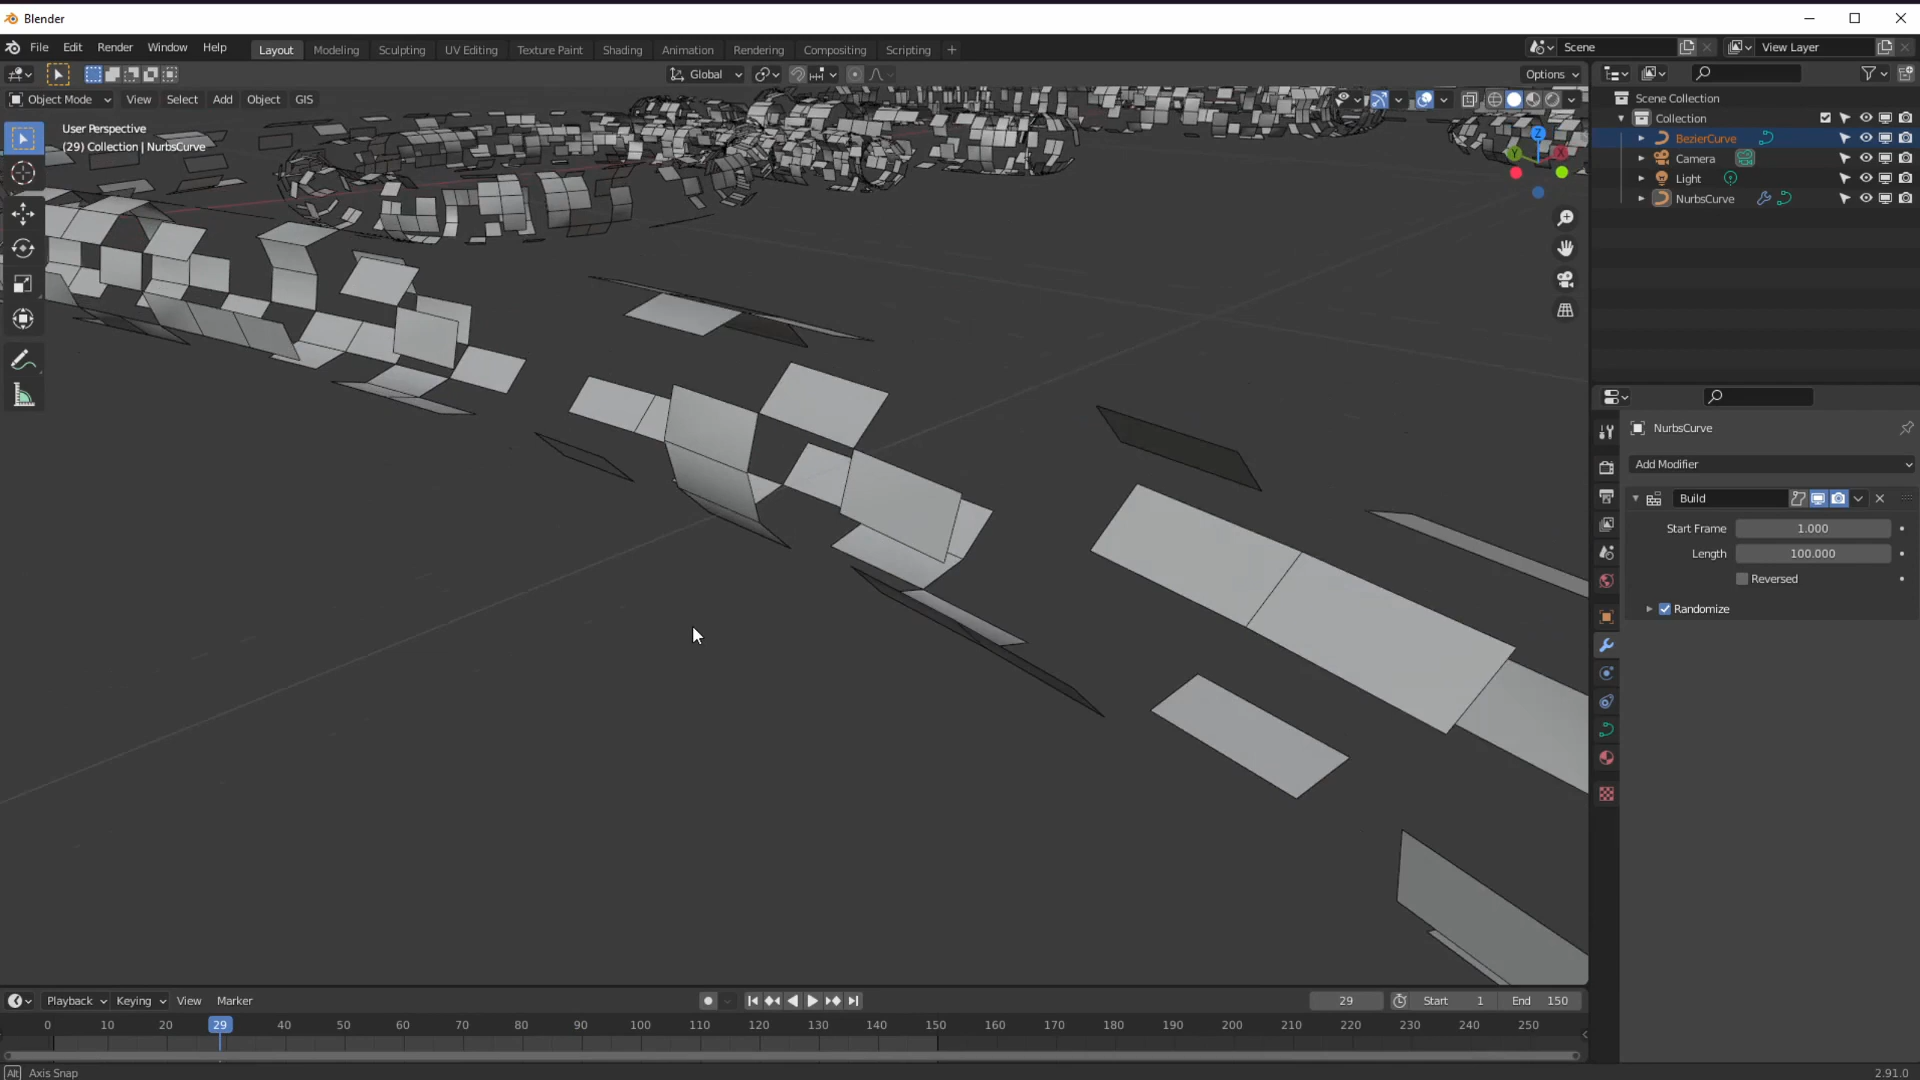 Blender
File Edit Render Window Help Layout Modeling Sculpting UV Editing Texture Paint Shading Animation Rendering Compositing Scripting + Scene View Layer
Global Options
Object Mode View Select Add Object GIS
User Perspective
(29) Collection | NurbsCurve
Z
Y
X
Scene Collection
Collection
BezierCurve
Camera
Light
NurbsCurve
NurbsCurve
Add Modifier
Build
Start Frame 1.000
Length 100.000
Reversed
Randomize
Playback Keying View Marker 29 Start 1 End 150
0 10 20 29 40 50 60 70 80 90 100 110 120 130 140 150 160 170 180 190 200 210 220 230 240 250
Alt Axis Snap 2.91.0